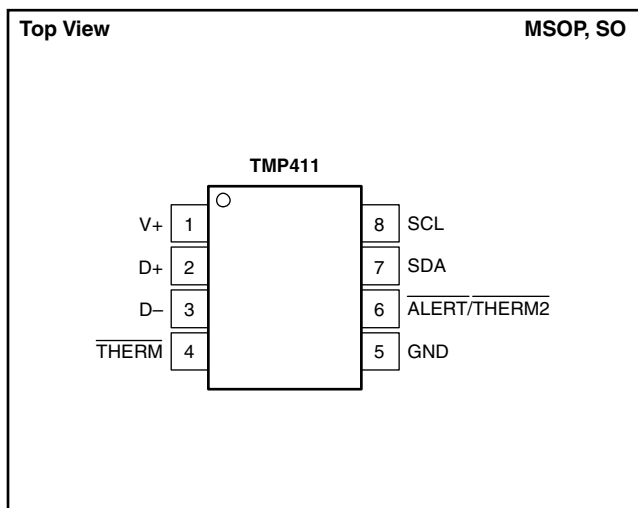 Top View MSOP, SO
TMP411
V+ 1 8 SCL
D+ 2 7 SDA
D− 3 6 ALERT/THERM2
THERM 4 5 GND